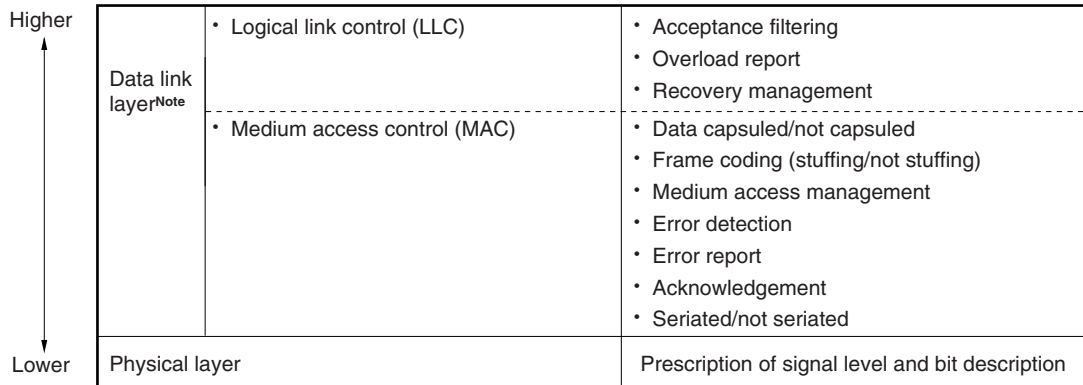 Higher
Data link
layerNote
• Logical link control (LLC)
• Acceptance filtering
• Overload report
• Recovery management
• Medium access control (MAC)
• Data capsuled/not capsuled
• Frame coding (stuffing/not stuffing)
• Medium access management
• Error detection
• Error report
• Acknowledgement
• Seriated/not seriated
Lower
Physical layer
Prescription of signal level and bit description